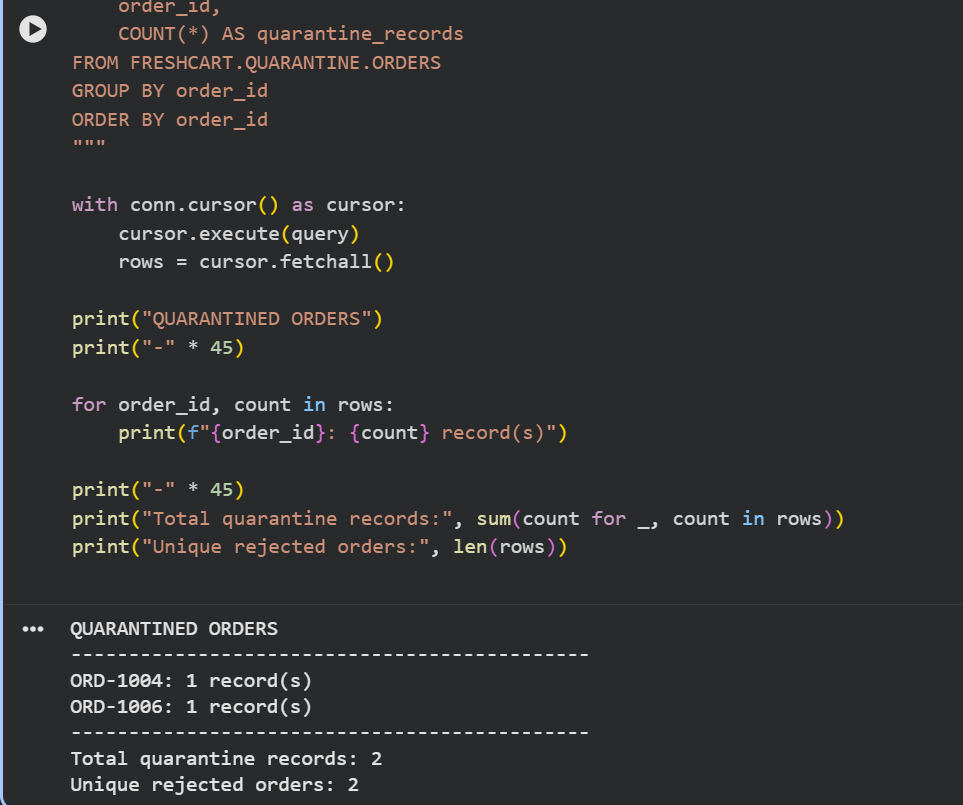 order_id,
COUNT(*) AS quarantine_records
FROM FRESHCART.QUARANTINE.ORDERS
GROUP BY order_id
ORDER BY order_id
"""
with conn.cursor() as cursor:
    cursor.execute(query)
    rows = cursor.fetchall()
print("QUARANTINED ORDERS")
print("-" * 45)
for order_id, count in rows:
    print(f"{order_id}: {count} record(s)")
print("-" * 45)
print("Total quarantine records:", sum(count for _, count in rows))
print("Unique rejected orders:", len(rows))
QUARANTINED ORDERS
---------------------------------------------
ORD-1004: 1 record(s)
ORD-1006: 1 record(s)
---------------------------------------------
Total quarantine records: 2
Unique rejected orders: 2